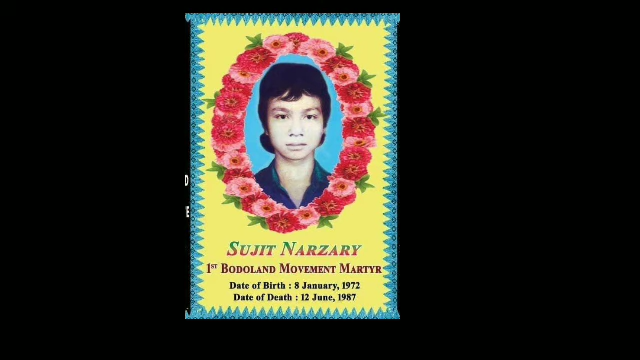 D
E
SUJIT NARZARY
1ST BODOLAND MOVEMENT MARTYR
Date of Birth : 8 January, 1972
Date of Death : 12 June, 1987